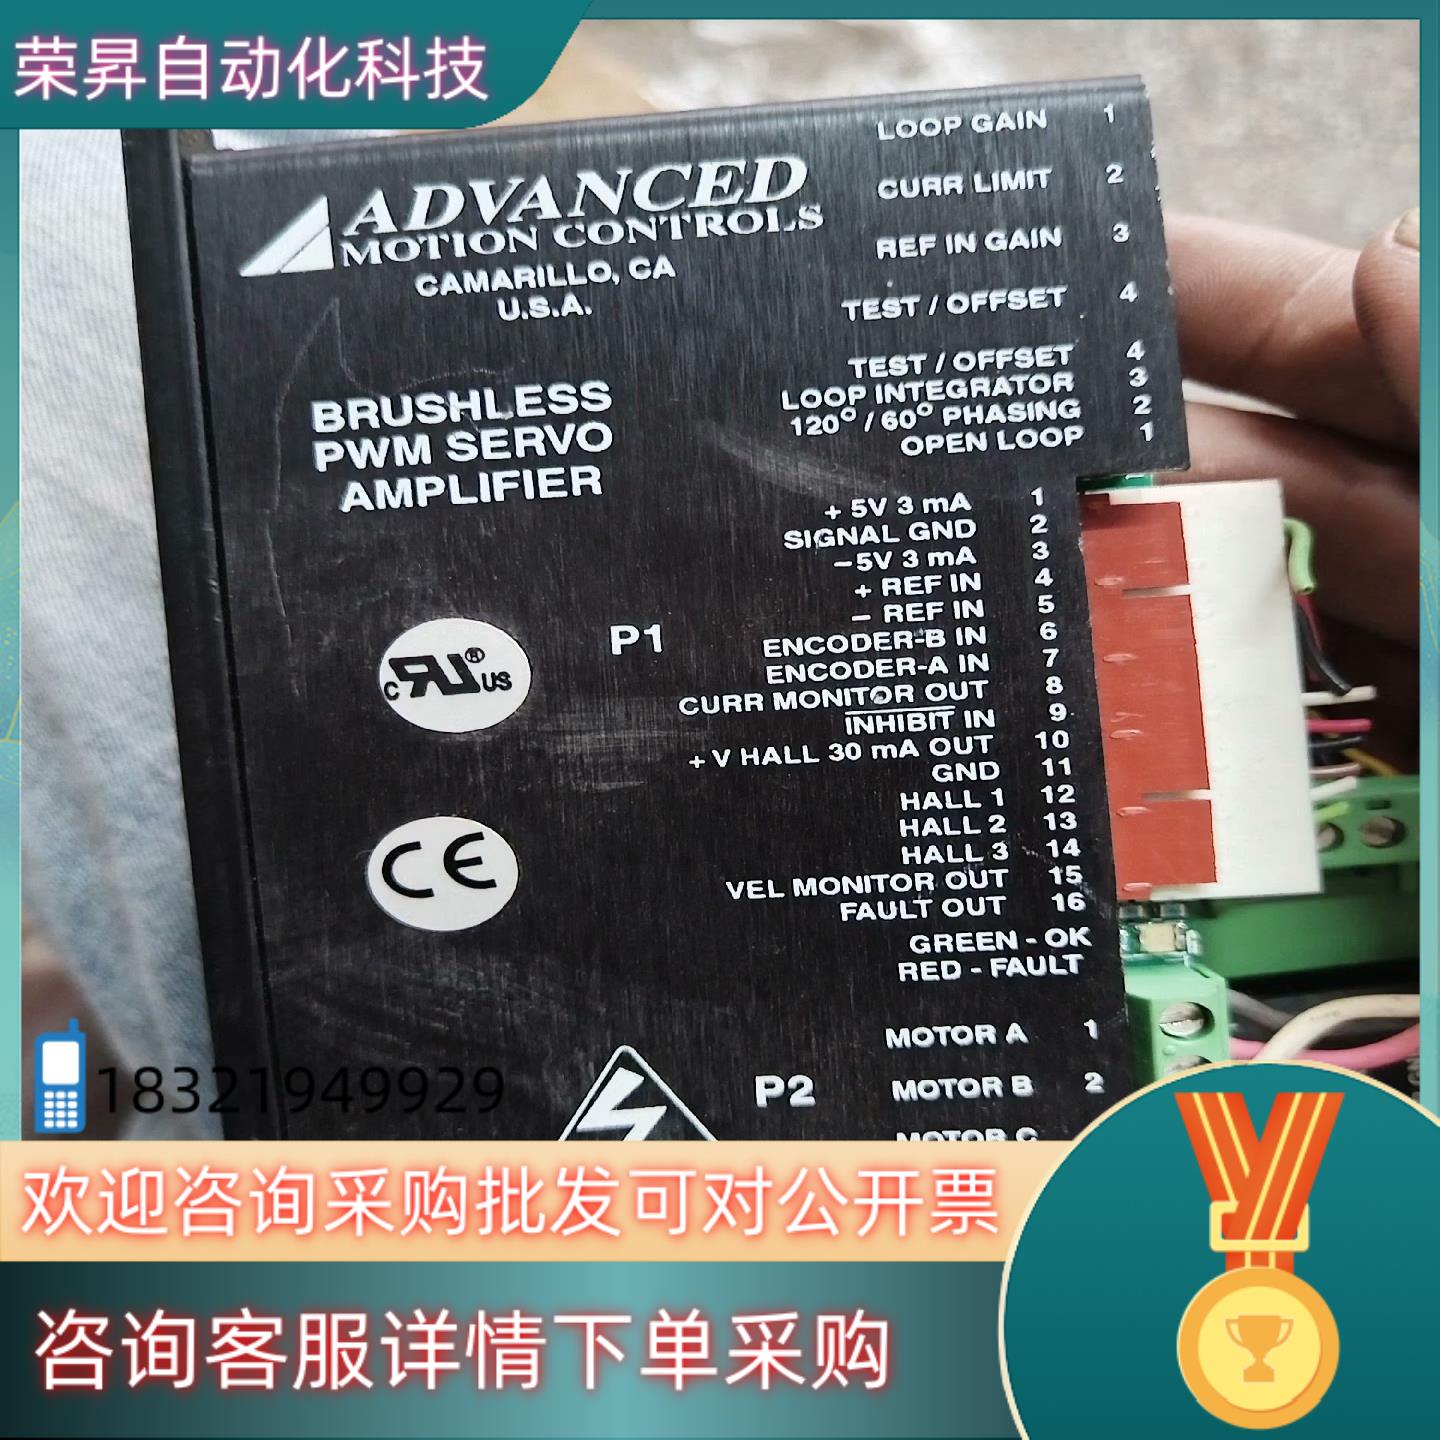 荣昇自动化科技
ADVANCED
MOTION CONTROLS
CAMARILLO, CA
U.S.A.
BRUSHLESS
PWM SERVO
AMPLIFIER
LOOP GAIN 1
CURR LIMIT 2
REF IN GAIN 3
TEST / OFFSET 4
TEST / OFFSET 4
LOOP INTEGRATOR 3
120° / 60° PHASING 2
OPEN LOOP 1
P1
+ 5V 3 mA 1
SIGNAL GND 2
-5V 3 mA 3
+ REF IN 4
- REF IN 5
ENCODER-B IN 6
ENCODER-A IN 7
CURR MONITOR OUT 8
INHIBIT IN 9
+ V HALL 30 mA OUT 10
GND 11
HALL 1 12
HALL 2 13
HALL 3 14
VEL MONITOR OUT 15
FAULT OUT 16
GREEN - OK
RED - FAULT
C RU ® US
CE
P2
MOTOR A 1
MOTOR B 2
MOTOR C
18321949929
欢迎咨询采购批发可对公开票
咨询客服详情下单采购